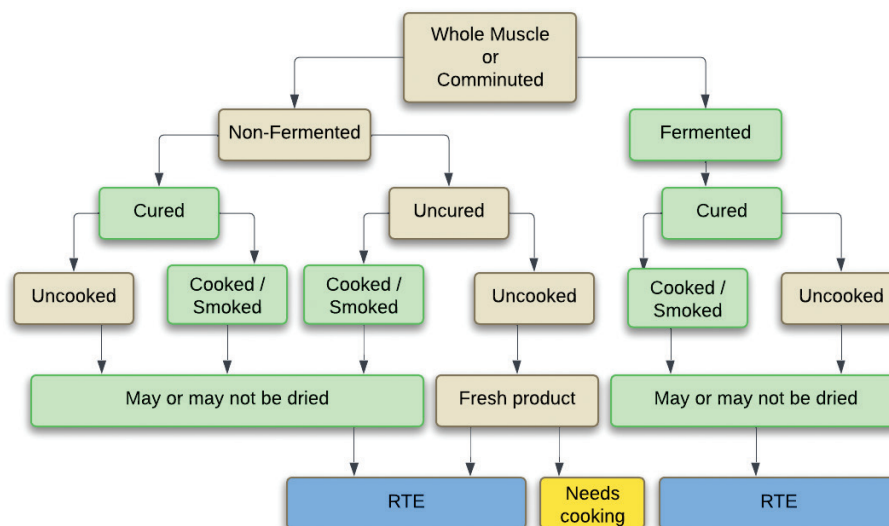 Whole Muscle
or
Comminuted
Non-Fermented
Fermented
Cured
Uncured
Cured
Uncooked
Cooked /
Smoked
Cooked /
Smoked
Uncooked
Cooked /
Smoked
Uncooked
May or may not be dried
Fresh product
May or may not be dried
RTE
Needs
cooking
RTE